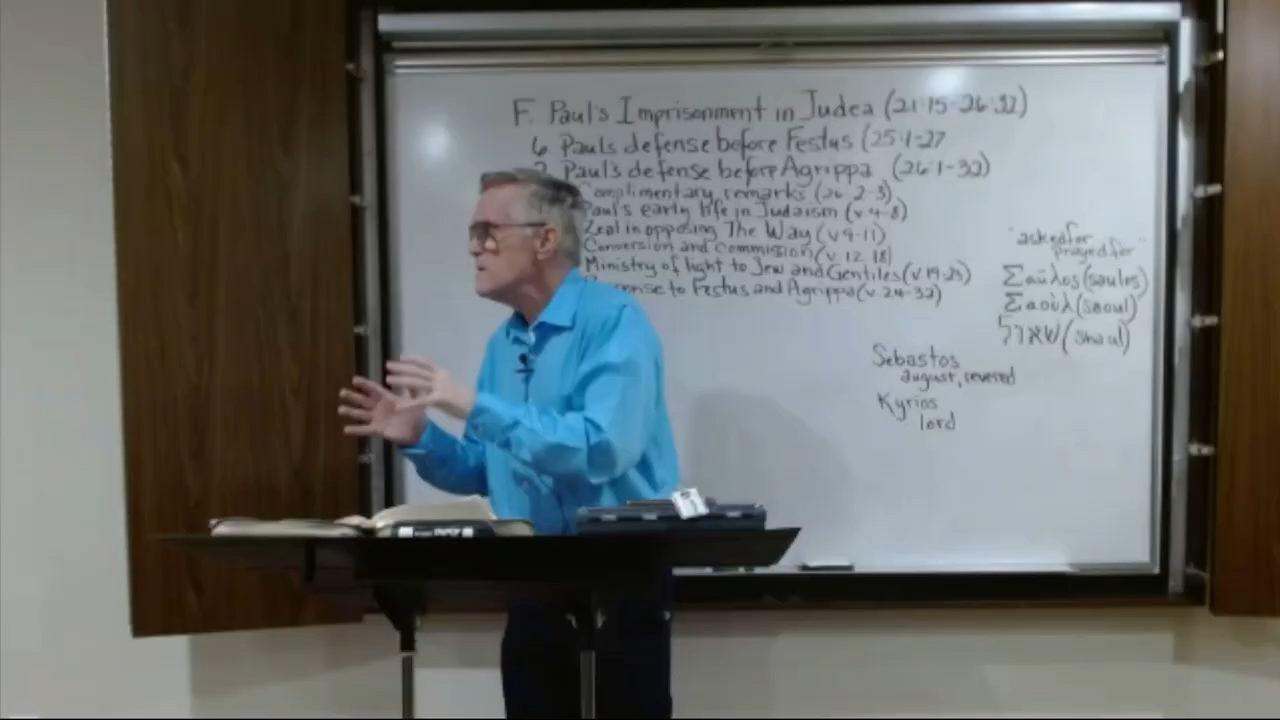 F. Paul's Imprisonment in Judea (21:15-26:32)
6 Pauls defense before Festus (25:1-27
Paul's defense before Agrippa (26:1-32)
Complimentary remarks (26:2-3)
Paul's early life in Judaism (v.4-8)
Zeal in opposing The Way (v 9-11)
Conversion and commission (v. 12-18)
Ministry of light to Jew and Gentiles (v.19-23)
to Festus and Agrippa (v. 24-32)
"asked for
prayed for"
Σαῦλος (saulos)
Σαούλ (saoul)
שאול (shaul)
Sebastos
august, revered
Kyrios
lord